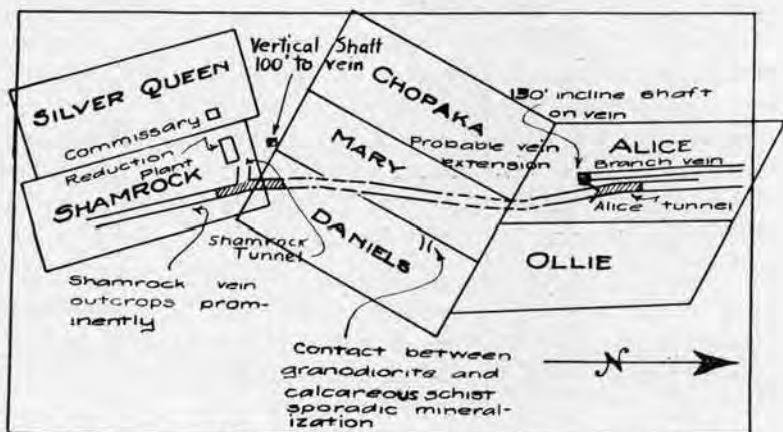 SILVER QUEEN
Commissary
Reduction
Plant
SHAMROCK
Vertical Shaft
100' to vein
CHOPAKA
MARY
DANIELS
Probable vein
extension
150' incline shaft
on vein
ALICE
Branch vein
Alice tunnel
OLLIE
Shamrock
Tunnel
Shamrock vein
outcrops prom-
inently
Contact between
granodiorite and
calcareous schist
sporadic mineral-
ization
N